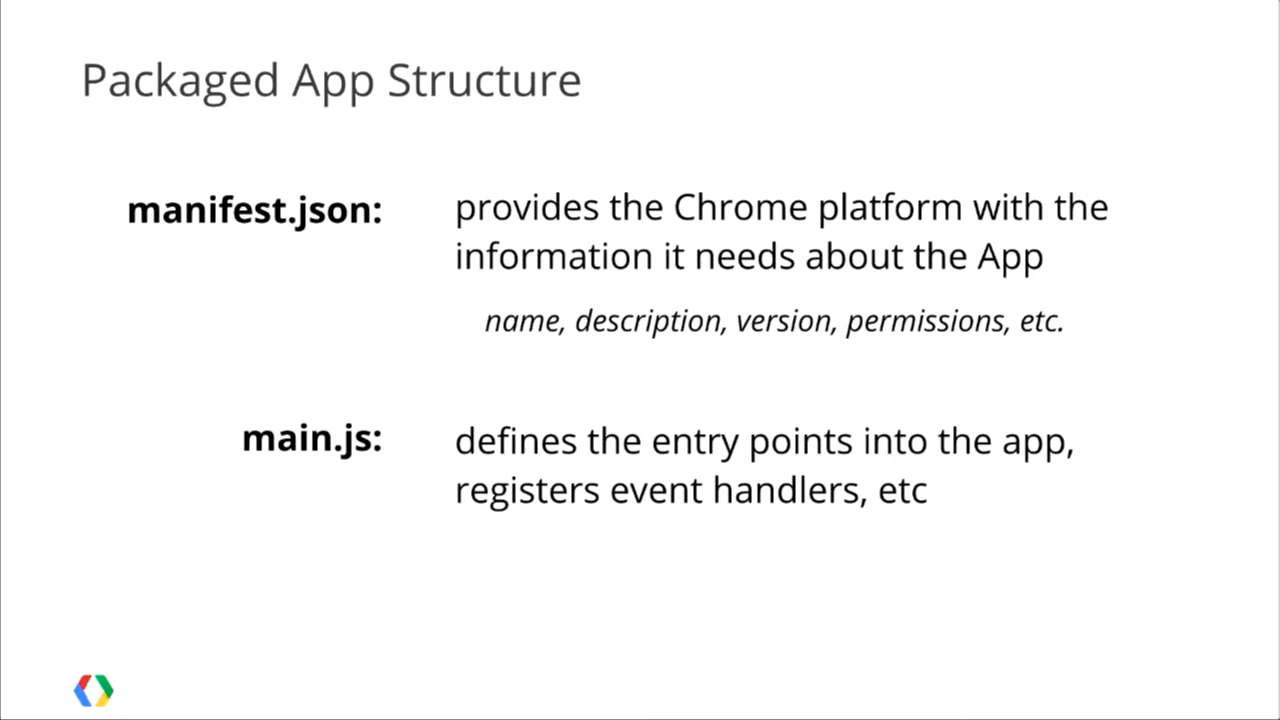 Packaged App Structure
manifest.json:
provides the Chrome platform with the
information it needs about the App
name, description, version, permissions, etc.
main.js:
defines the entry points into the app,
registers event handlers, etc